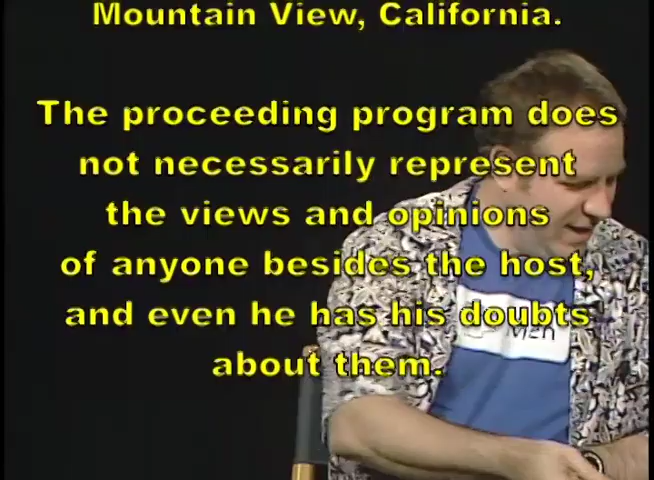 Mountain View, California.
The proceeding program does
not necessarily represent
the views and opinions
of anyone besides the host,
and even he has his doubts
about them.